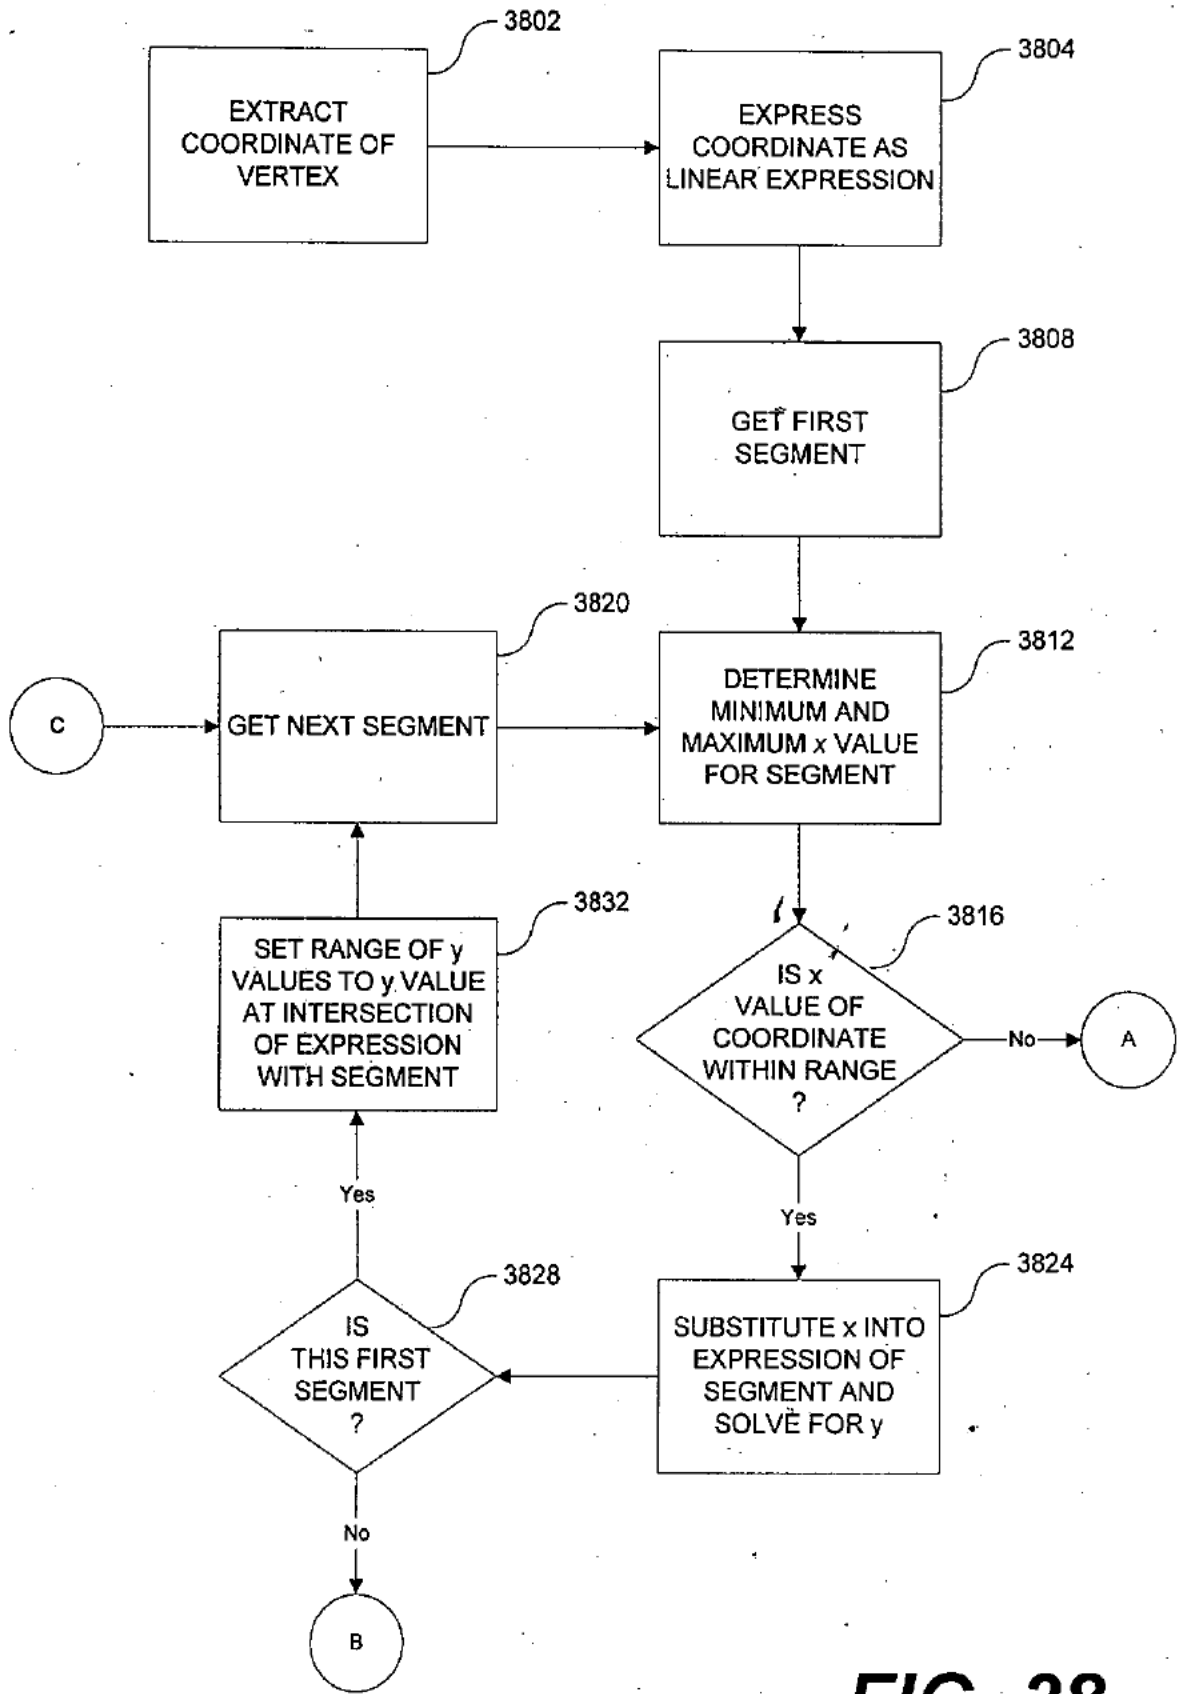 3802
EXTRACT
COORDINATE OF
VERTEX
3804
EXPRESS
COORDINATE AS
LINEAR EXPRESSION
3808
GET FIRST
SEGMENT
3820
GET NEXT SEGMENT
C
3812
DETERMINE
MINIMUM AND
MAXIMUM x VALUE
FOR SEGMENT
3832
SET RANGE OF y
VALUES TO y VALUE
AT INTERSECTION
OF EXPRESSION
WITH SEGMENT
3816
IS x
VALUE OF
COORDINATE
WITHIN RANGE
?
No
A
Yes
Yes
3828
IS
THIS FIRST
SEGMENT
?
3824
SUBSTITUTE x INTO
EXPRESSION OF
SEGMENT AND
SOLVE FOR y
No
B
FIG. 38